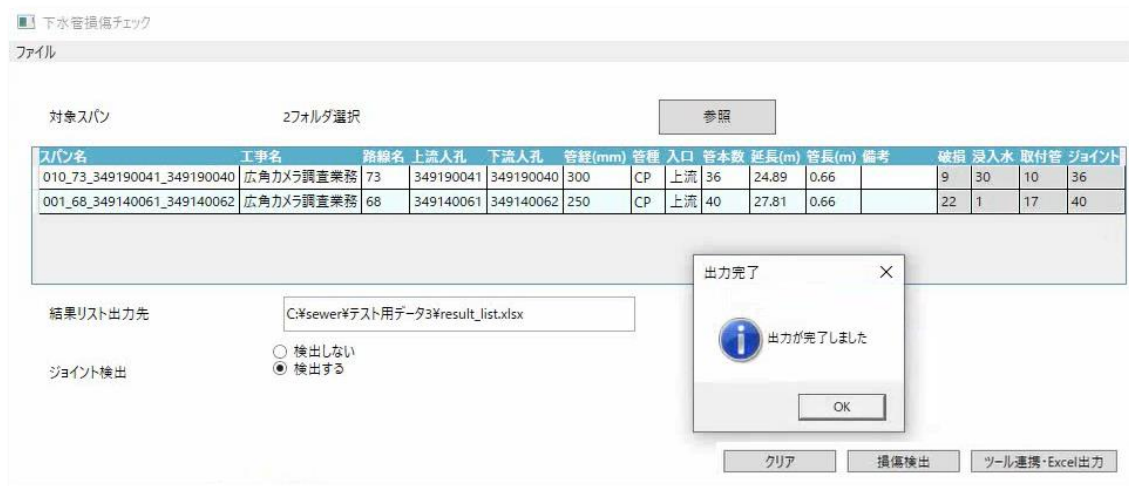 下水管損傷チェック
ファイル
対象スパン 2フォルダ選択 参照
スパン名 工事名 路線名 上流人孔 下流人孔 管経(mm) 管種 入口 管本数 延長(m) 管長(m) 備考 破損 浸入水 取付管 ジョイント
010_73_349190041_349190040 広角カメラ調査業務 73 349190041 349190040 300 CP 上流 36 24.89 0.66 9 30 10 36
001_68_349140061_349140062 広角カメラ調査業務 68 349140061 349140062 250 CP 上流 40 27.81 0.66 22 1 17 40
出力完了
出力が完了しました
OK
結果リスト出力先 C:¥sewer¥テスト用データ3¥result_list.xlsx
ジョイント検出
検出しない
検出する
クリア 損傷検出 ツール連携・Excel出力